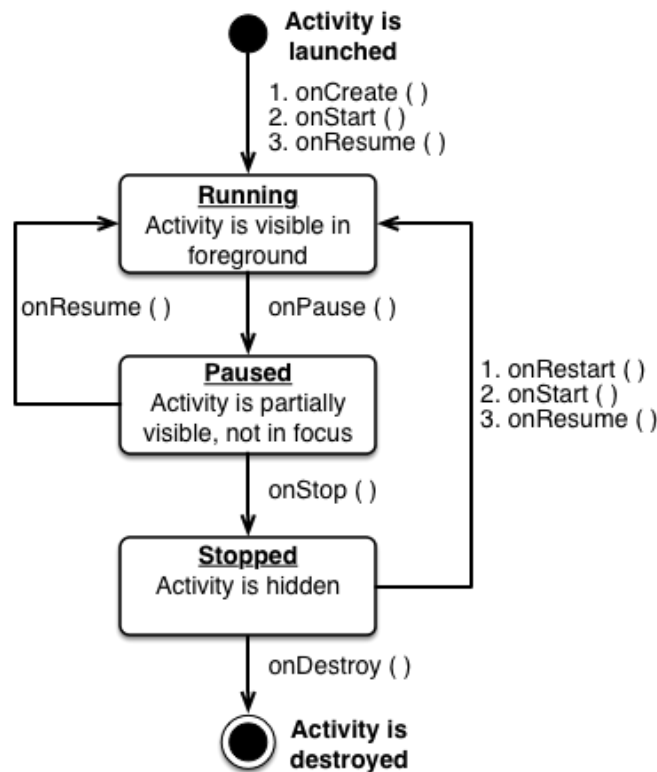 Activity is
launched
1. onCreate ( )
2. onStart ( )
3. onResume ( )
Running
Activity is visible in
foreground
onResume ( )
onPause ( )
Paused
Activity is partially
visible, not in focus
1. onRestart ( )
2. onStart ( )
3. onResume ( )
onStop ( )
Stopped
Activity is hidden
onDestroy ( )
Activity is
destroyed